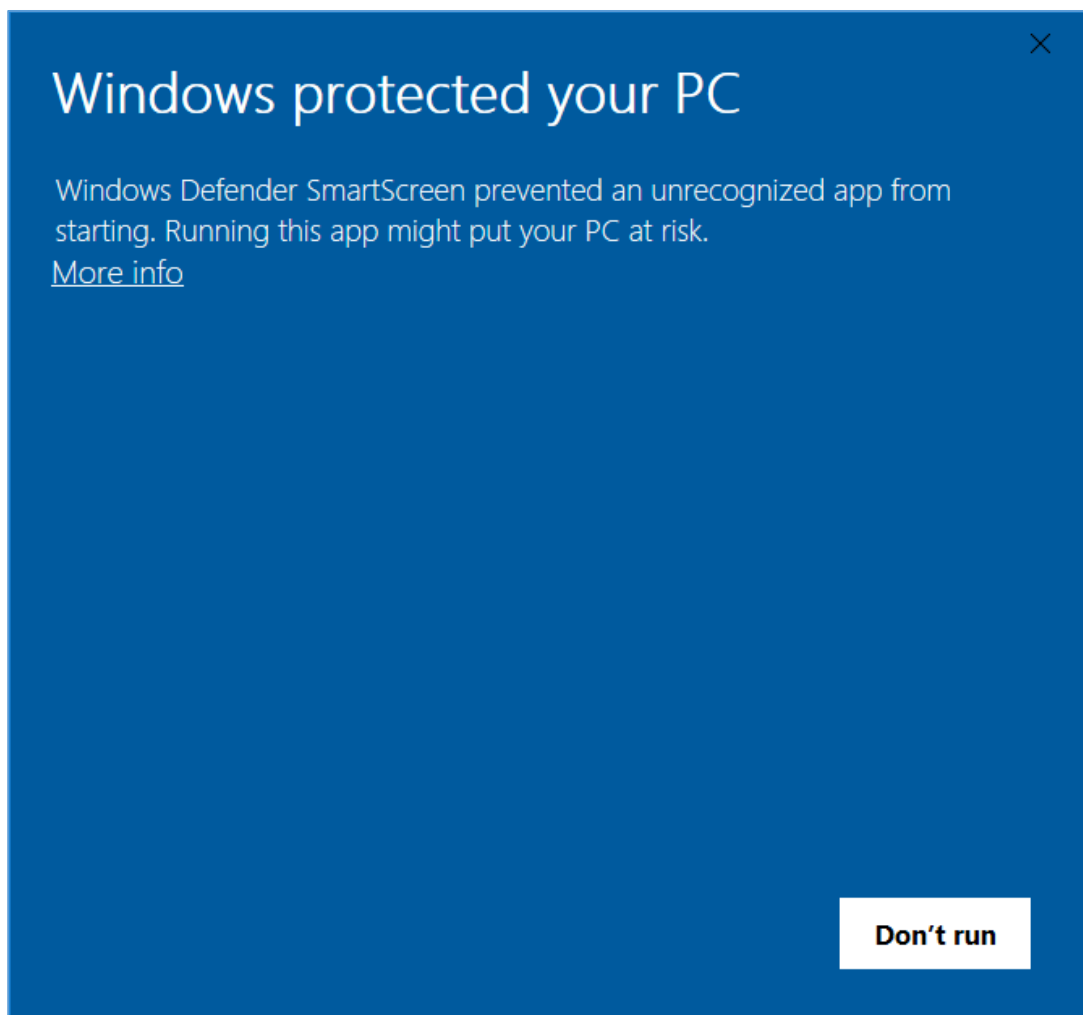 Windows protected your PC
Windows Defender SmartScreen prevented an unrecognized app from
starting. Running this app might put your PC at risk.
More info
Don’t run